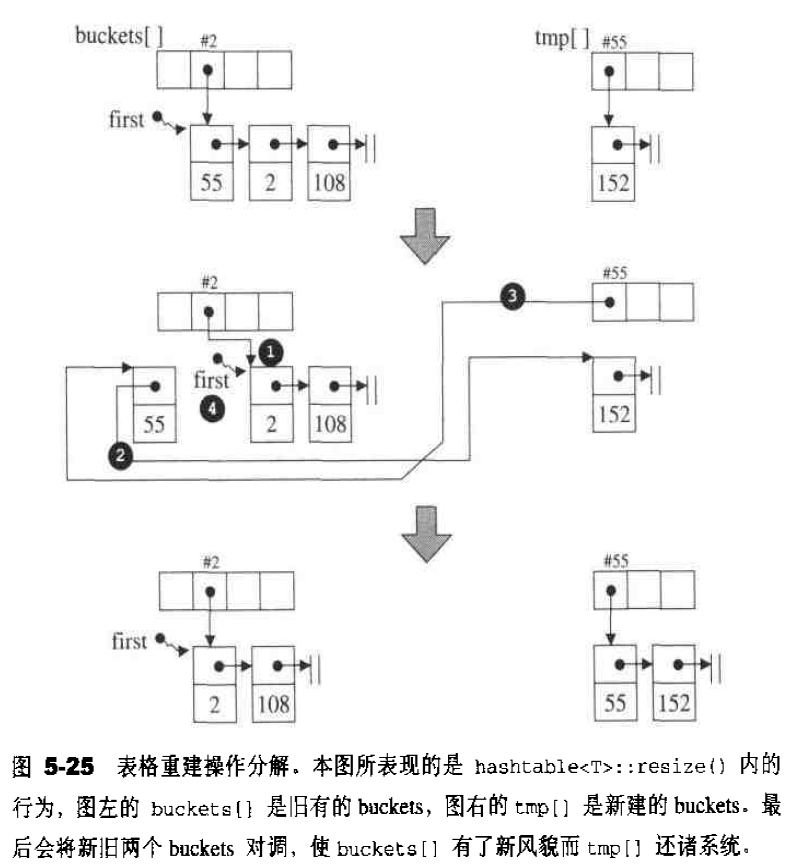 buckets[ ] #2 tmp[ ] #55
first
55 2 108 152
#2 #55
3
1
first
4
55 2 108 152
2
#2 #55
first
2 108 55 152
图 5-25 表格重建操作分解。本图所表现的是 hashtable<T>::resize() 内的
行为，图左的 buckets[] 是旧有的 buckets，图右的 tmp[] 是新建的 buckets。最
后会将新旧两个 buckets 对调，使 buckets[] 有了新风貌而 tmp[] 还诸系统。